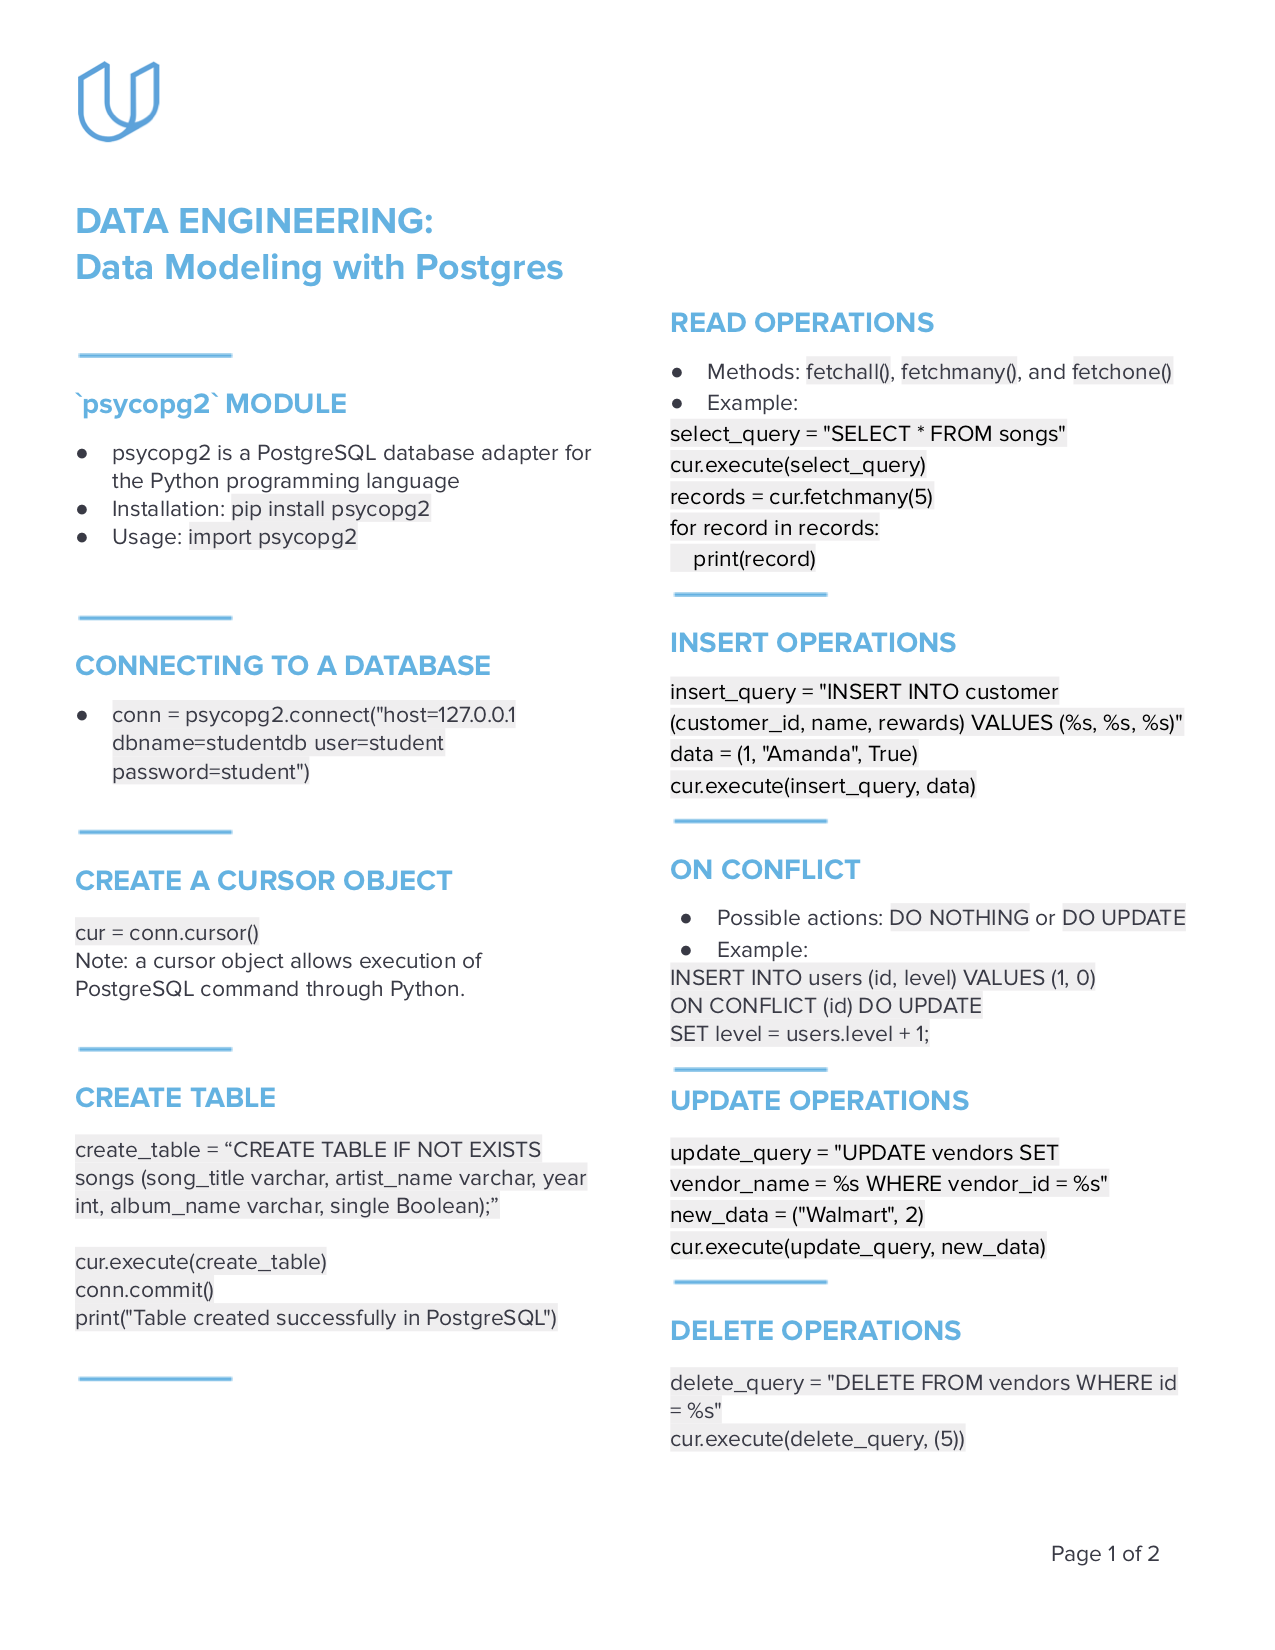 DATA ENGINEERING:
Data Modeling with Postgres
`psycopg2` MODULE
● psycopg2 is a PostgreSQL database adapter for
the Python programming language
● Installation: pip install psycopg2
● Usage: import psycopg2
CONNECTING TO A DATABASE
● conn = psycopg2.connect("host=127.0.0.1
dbname=studentdb user=student
password=student")
CREATE A CURSOR OBJECT
cur = conn.cursor()
Note: a cursor object allows execution of
PostgreSQL command through Python.
CREATE TABLE
create_table = “CREATE TABLE IF NOT EXISTS
songs (song_title varchar, artist_name varchar, year
int, album_name varchar, single Boolean);”
cur.execute(create_table)
conn.commit()
print("Table created successfully in PostgreSQL")
READ OPERATIONS
● Methods: fetchall(), fetchmany(), and fetchone()
● Example:
select_query = "SELECT * FROM songs"
cur.execute(select_query)
records = cur.fetchmany(5)
for record in records:
    print(record)
INSERT OPERATIONS
insert_query = "INSERT INTO customer
(customer_id, name, rewards) VALUES (%s, %s, %s)"
data = (1, "Amanda", True)
cur.execute(insert_query, data)
ON CONFLICT
● Possible actions: DO NOTHING or DO UPDATE
● Example:
INSERT INTO users (id, level) VALUES (1, 0)
ON CONFLICT (id) DO UPDATE
SET level = users.level + 1;
UPDATE OPERATIONS
update_query = "UPDATE vendors SET
vendor_name = %s WHERE vendor_id = %s"
new_data = ("Walmart", 2)
cur.execute(update_query, new_data)
DELETE OPERATIONS
delete_query = "DELETE FROM vendors WHERE id
= %s"
cur.execute(delete_query, (5))
Page 1 of 2